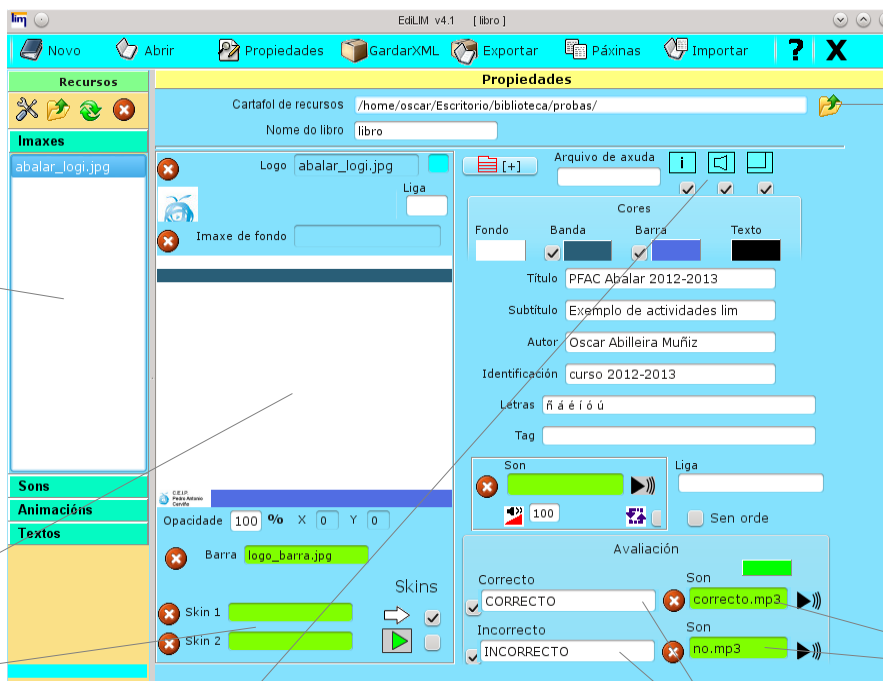 lim
EdiLIM v4.1 [ libro ]
Novo Abrir Propiedades GardarXML Exportar Páxinas Importar ? X
Recursos
Propiedades
Cartafol de recursos /home/oscar/Escritorio/biblioteca/probas/
Nome do libro libro
Imaxes
abalar_logi.jpg
Logo abalar_logi.jpg
Liga
Imaxe de fondo
[+] Arquivo de axuda i
Cores
Fondo Banda Barra Texto
Título PFAC Abalar 2012-2013
Subtítulo Exemplo de actividades lim
Autor Oscar Abilleira Muñiz
Identificación curso 2012-2013
Letras ñ á é í ó ú
Tag
Son Liga
100 Sen orde
C.E.I.P.
Pedro Antonio
Cerviño
Opacidade 100 % X 0 Y 0
Barra logo_barra.jpg
Skins
Skin 1
Skin 2
Sons
Animacións
Textos
Avaliación
Correcto Son
CORRECTO correcto.mp3
Incorrecto Son
INCORRECTO no.mp3